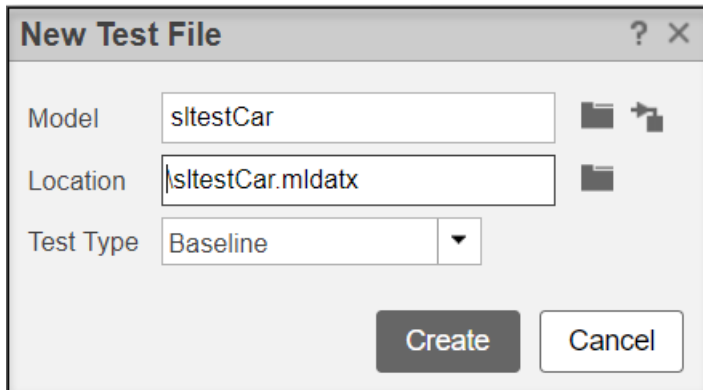 New Test File ? ×
Model sltestCar
Location \sltestCar.mldatx
Test Type Baseline
Create Cancel